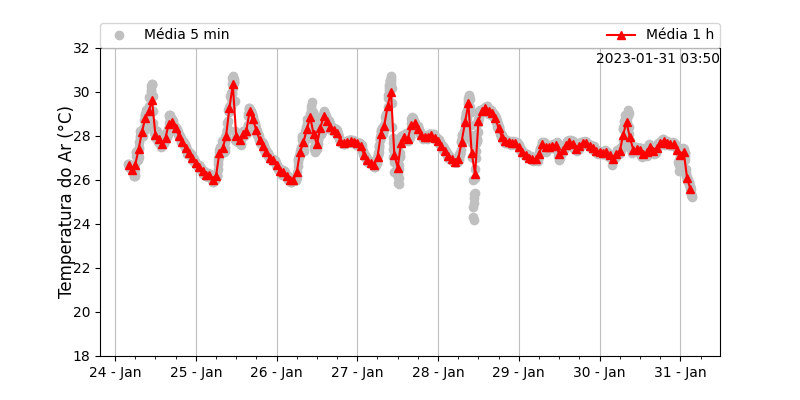 Média 5 min
Média 1 h
2023-01-31 03:50
Temperatura do Ar (°C)
32
30
28
26
24
22
20
18
24 - Jan
25 - Jan
26 - Jan
27 - Jan
28 - Jan
29 - Jan
30 - Jan
31 - Jan